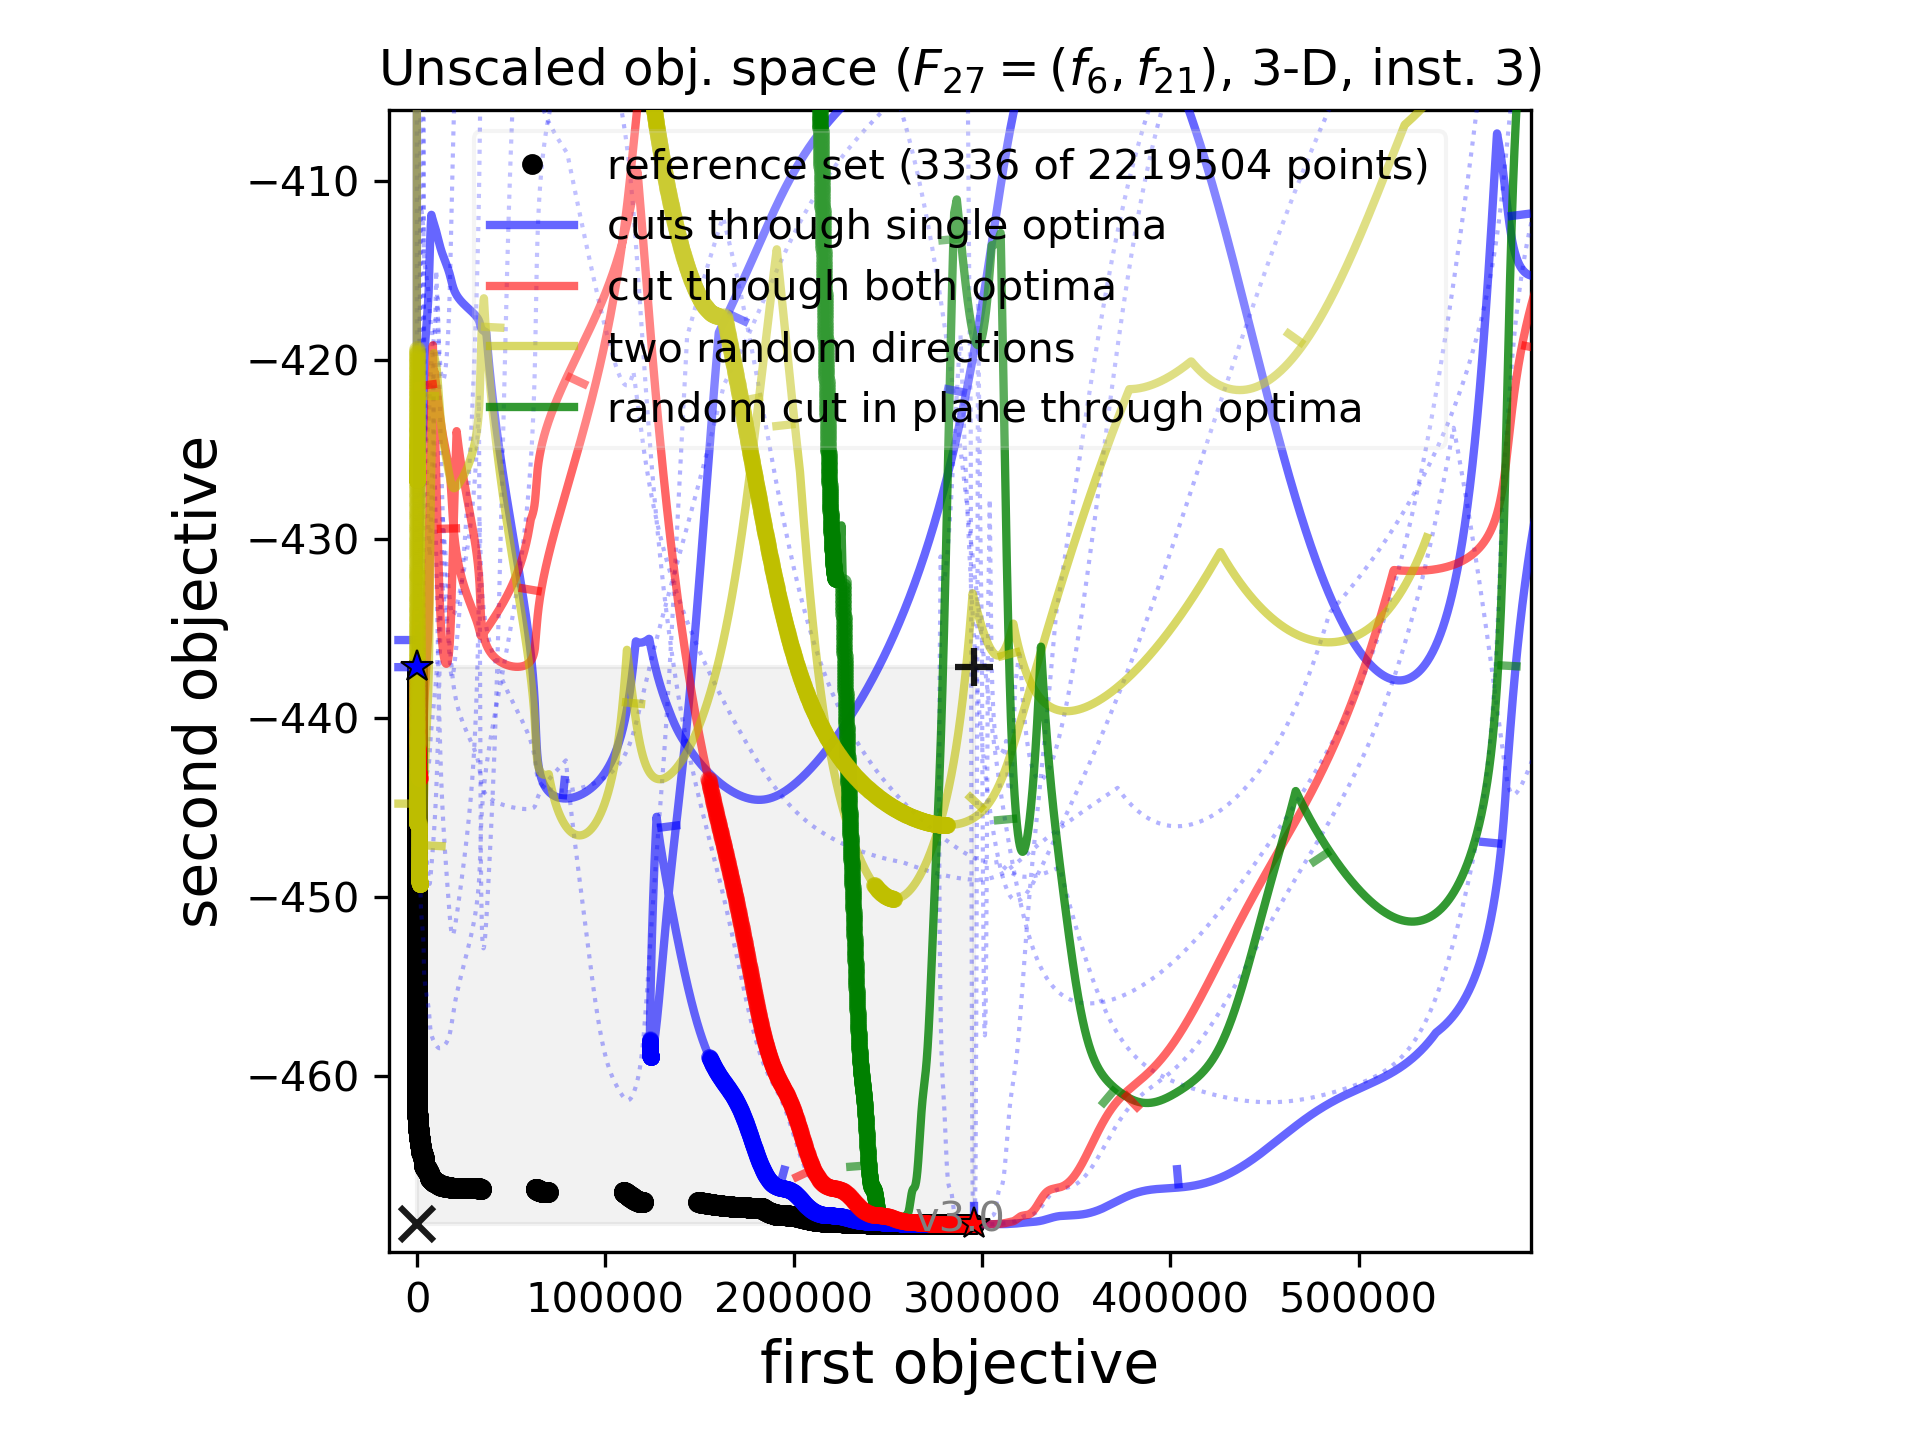 Unscaled obj. space (F₂₇ = (f₆, f₂₁), 3-D, inst. 3)
reference set (3336 of 2219504 points)
cuts through single optima
cut through both optima
two random directions
random cut in plane through optima
−410
−420
−430
−440
−450
−460
second objective
v3.0
0 100000 200000 300000 400000 500000
first objective